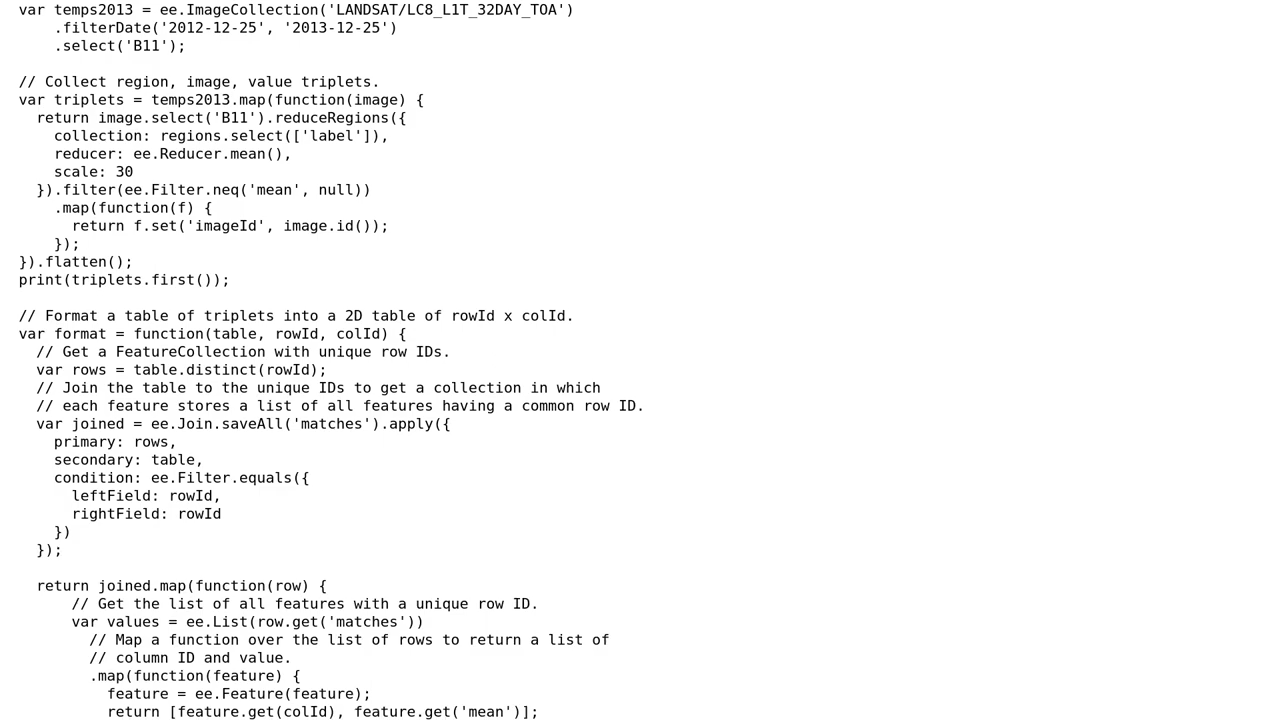 var temps2013 = ee.ImageCollection('LANDSAT/LC8_L1T_32DAY_TOA')
    .filterDate('2012-12-25', '2013-12-25')
    .select('B11');

// Collect region, image, value triplets.
var triplets = temps2013.map(function(image) {
  return image.select('B11').reduceRegions({
    collection: regions.select(['label']),
    reducer: ee.Reducer.mean(),
    scale: 30
  }).filter(ee.Filter.neq('mean', null))
    .map(function(f) {
      return f.set('imageId', image.id());
    });
}).flatten();
print(triplets.first());

// Format a table of triplets into a 2D table of rowId x colId.
var format = function(table, rowId, colId) {
  // Get a FeatureCollection with unique row IDs.
  var rows = table.distinct(rowId);
  // Join the table to the unique IDs to get a collection in which
  // each feature stores a list of all features having a common row ID.
  var joined = ee.Join.saveAll('matches').apply({
    primary: rows,
    secondary: table,
    condition: ee.Filter.equals({
      leftField: rowId,
      rightField: rowId
    })
  });

  return joined.map(function(row) {
      // Get the list of all features with a unique row ID.
      var values = ee.List(row.get('matches'))
        // Map a function over the list of rows to return a list of
        // column ID and value.
        .map(function(feature) {
          feature = ee.Feature(feature);
          return [feature.get(colId), feature.get('mean')];